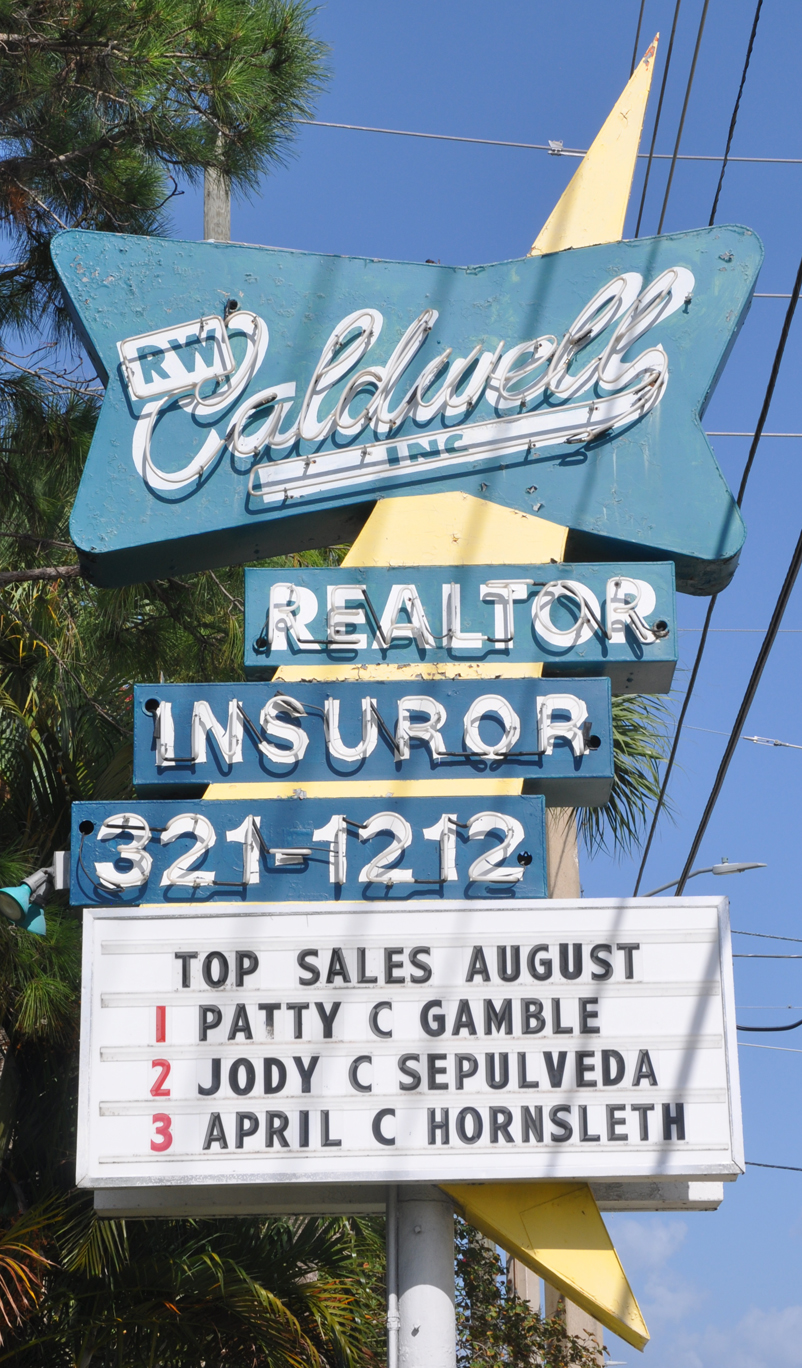 RW
Caldwell
INC
REALTOR
INSUROR
321-1212
TOP SALES AUGUST
1 PATTY C GAMBLE
2 JODY C SEPULVEDA
3 APRIL C HORNSLETH